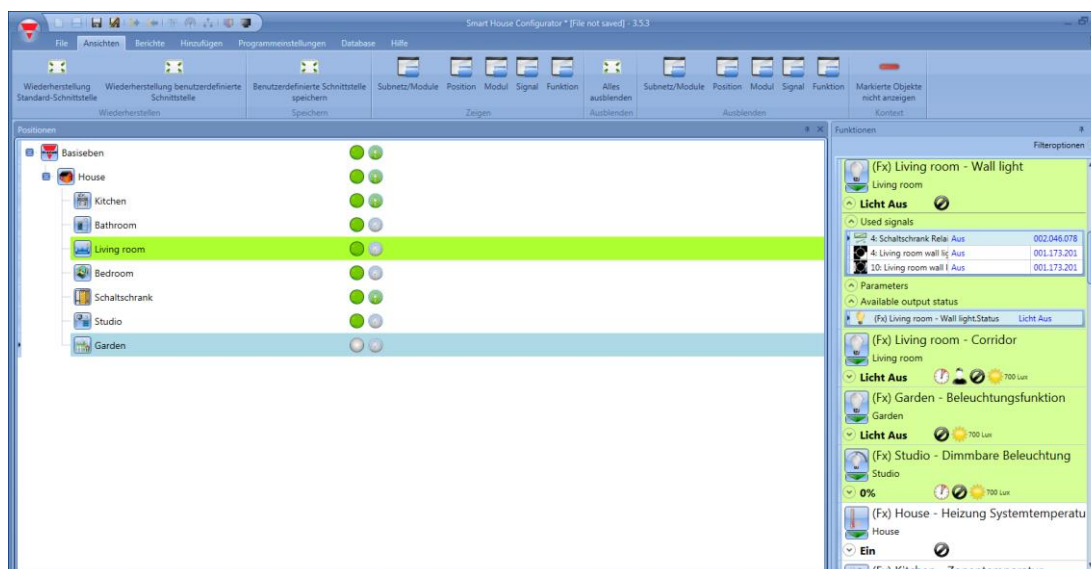 Smart House Configurator * [File not saved] - 3.5.3
File Ansichten Berichte Hinzufügen Programmeinstellungen Database Hilfe
Wiederherstellung Standard-Schnittstelle
Wiederherstellung benutzerdefinierte Schnittstelle
Benutzerdefinierte Schnittstelle speichern
Subnetz/Module Position Modul Signal Funktion
Alles ausblenden
Subnetz/Module Position Modul Signal Funktion
Markierte Objekte nicht anzeigen
Wiederherstellen Speichern Zeigen Ausblenden Ausblenden Kontext
Positionen
Basiseben
House
Kitchen
Bathroom
Living room
Bedroom
Schaltschrank
Studio
Garden
Funktionen
Filteroptionen
(Fx) Living room - Wall light
Living room
Licht Aus
Used signals
4: Schaltschrank Relai Aus 002.046.078
4: Living room wall lig Aus 001.173.201
10: Living room wall l Aus 001.173.201
Parameters
Available output status
(Fx) Living room - Wall light.Status Licht Aus
(Fx) Living room - Corridor
Living room
Licht Aus 700 Lux
(Fx) Garden - Beleuchtungsfunktion
Garden
Licht Aus 700 Lux
(Fx) Studio - Dimmbare Beleuchtung
Studio
0% 700 Lux
(Fx) House - Heizung Systemtemperatu
House
Ein